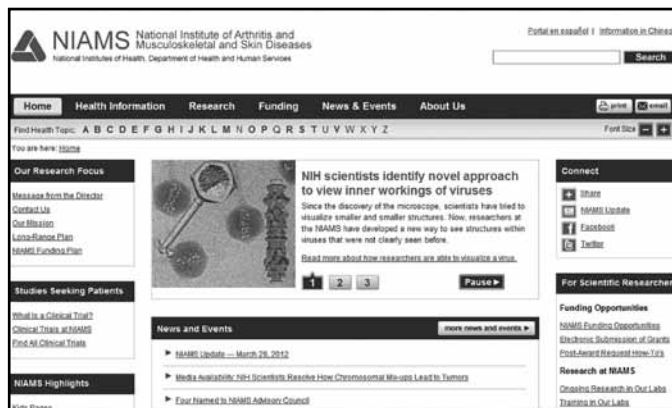 NIAMS
National Institute of Arthritis and
Musculoskeletal and Skin Diseases
National Institutes of Health, Department of Health and Human Services
Portal en español | Information in Chines
Search
Home Health Information Research Funding News & Events About Us
print email
Find Health Topic: A B C D E F G H I J K L M N O P Q R S T U V W X Y Z
Font Size
You are here: Home
Our Research Focus
Message from the Director
Contact Us
Our Mission
Long-Range Plan
NIAMS Funding Plan
Studies Seeking Patients
What is a Clinical Trial?
Clinical Trials at NIAMS
Find All Clinical Trials
NIAMS Highlights
Kids Pages
NIH scientists identify novel approach
to view inner workings of viruses
Since the discovery of the microscope, scientists have tried to
visualize smaller and smaller structures. Now, researchers at
the NIAMS have developed a new way to see structures within
viruses that were not clearly seen before.
Read more about how researchers are able to visualize a virus.
1 2 3
Pause
News and Events
more news and events
NIAMS Update — March 29, 2012
Media Availability: NIH Scientists Resolve How Chromosomal Mix-ups Lead to Tumors
Four Named to NIAMS Advisory Council
Connect
Share
NIAMS Update
Facebook
Twitter
For Scientific Researcher
Funding Opportunities
NIAMS Funding Opportunities
Electronic Submission of Grants
Post-Award Request How-To's
Research at NIAMS
Ongoing Research in Our Labs
Training in Our Labs